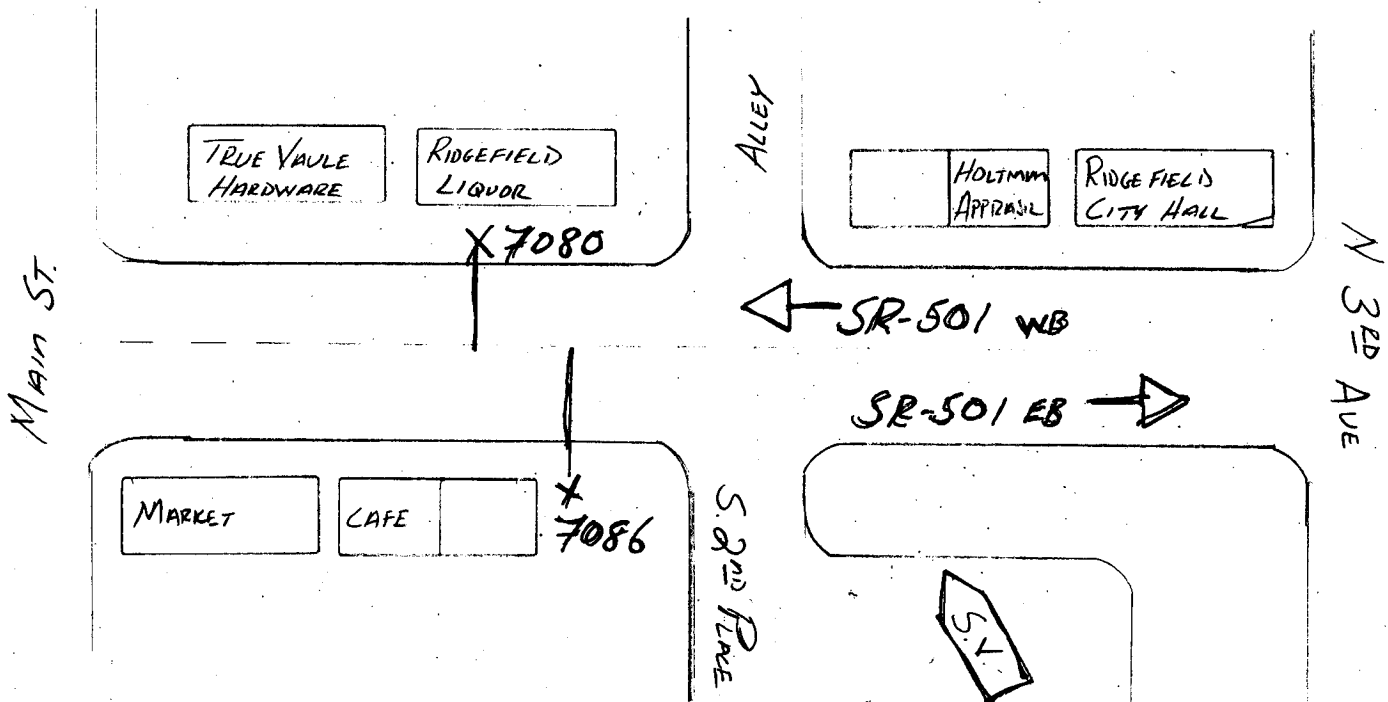 TRUE VAULE
HARDWARE
RIDGEFIELD
LIQUOR
ALLEY
HOLTMAN
APPRASIL
RIDGEFIELD
CITY HALL
X 7080
MAIN ST.
N 3RD AVE
SR-501 WB
SR-501 EB
MARKET
CAFE
X
7086
S. 2ND PLACE
S.V.